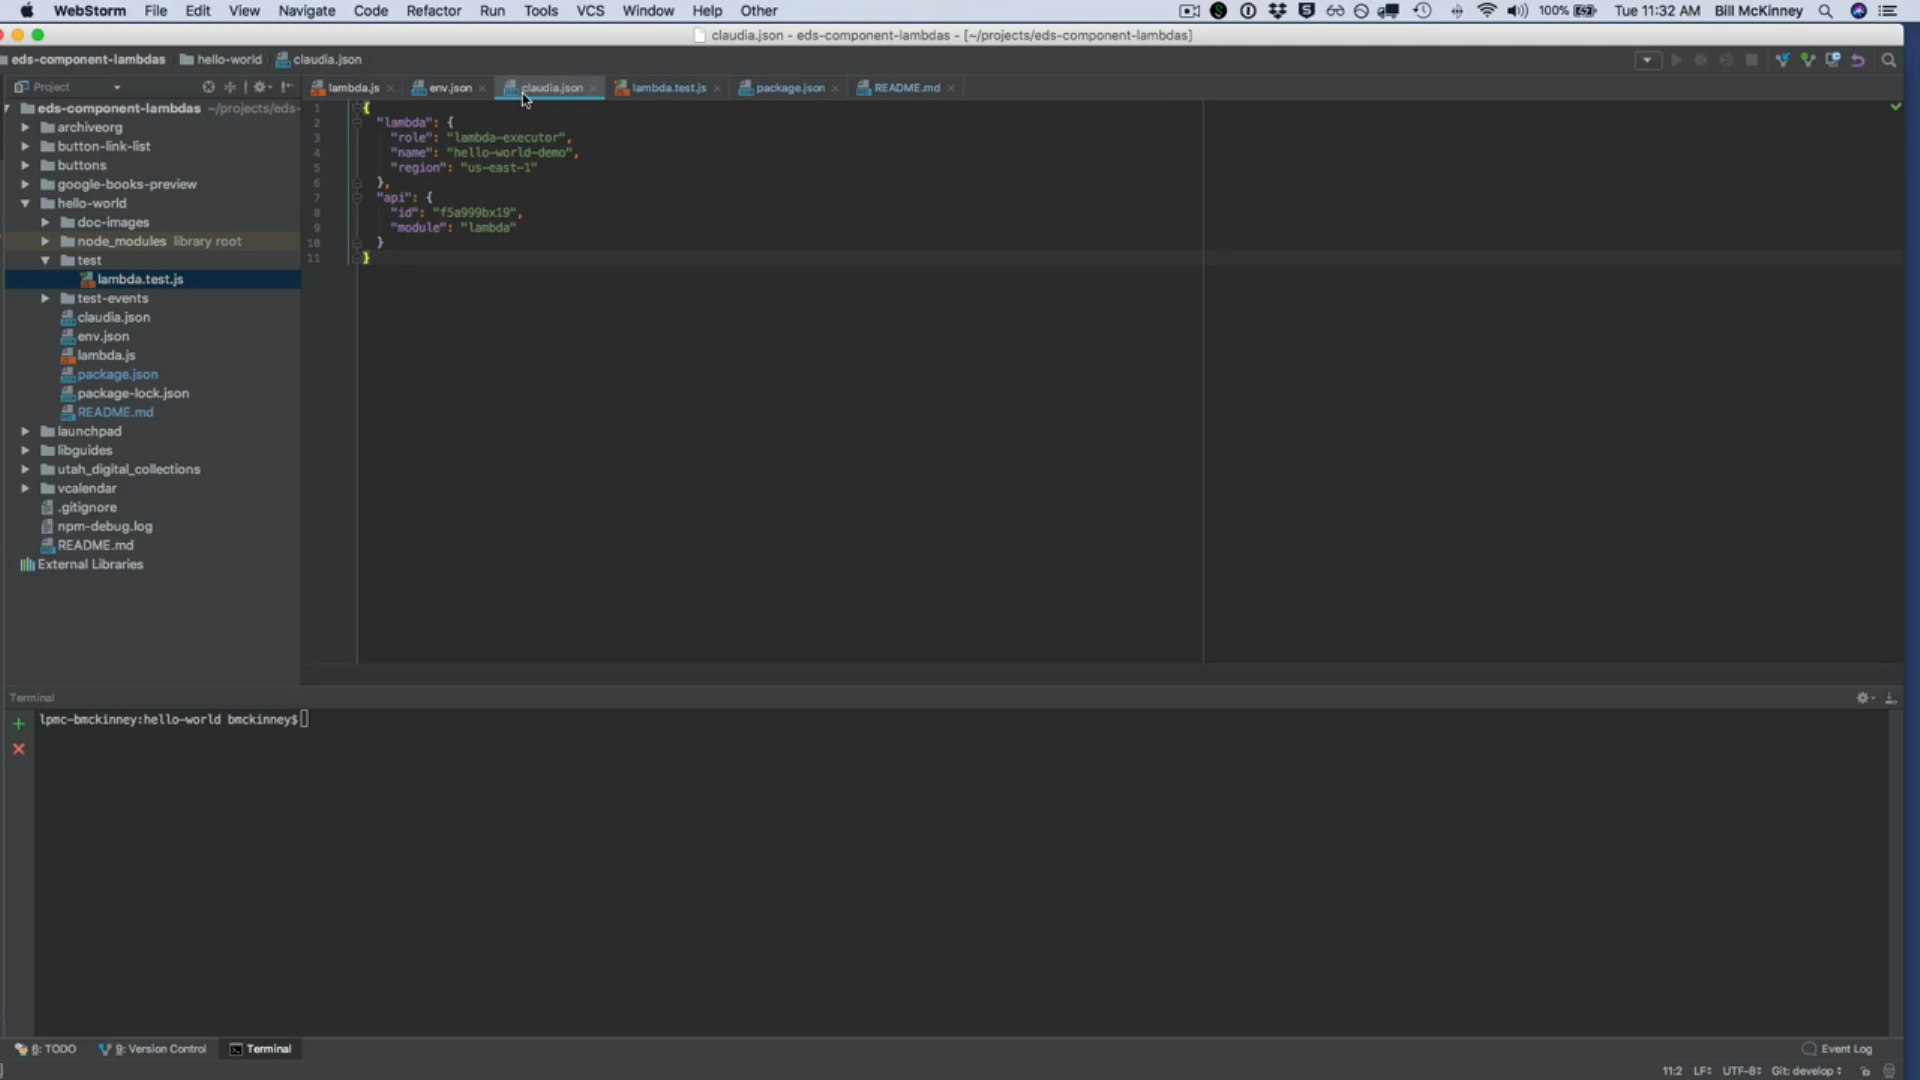 WebStorm File Edit View Navigate Code Refactor Run Tools VCS Window Help Other 100% Tue 11:32 AM Bill McKinney
claudia.json - eds-component-lambdas - [~/projects/eds-component-lambdas]
eds-component-lambdas hello-world claudia.json
Project
lambda.js env.json claudia.json lambda.test.js package.json README.md
eds-component-lambdas ~/projects/eds-
archiveorg
button-link-list
buttons
google-books-preview
hello-world
doc-images
node_modules library root
test
lambda.test.js
test-events
claudia.json
env.json
lambda.js
package.json
package-lock.json
README.md
launchpad
libguides
utah_digital_collections
vcalendar
.gitignore
npm-debug.log
README.md
External Libraries
1 {
2 "lambda": {
3 "role": "lambda-executor",
4 "name": "hello-world-demo",
5 "region": "us-east-1"
6 },
7 "api": {
8 "id": "f5a999bx19",
9 "module": "lambda"
10 }
11 }
Terminal
lpmc-bmckinney:hello-world bmckinney$
6: TODO 9: Version Control Terminal Event Log
11:2 LF÷ UTF-8÷ Git: develop÷